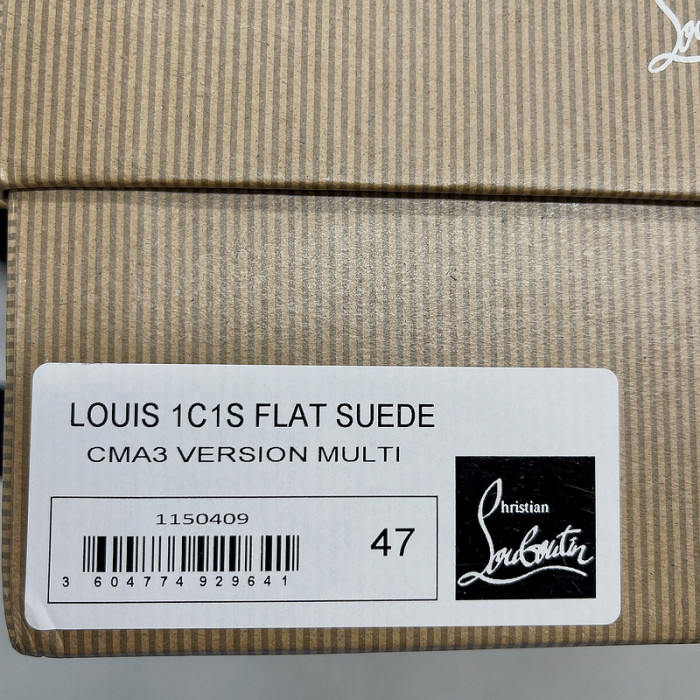 LOUIS 1C1S FLAT SUEDE
CMA3 VERSION MULTI
1150409
3 604774 929641
47
Christian
Louboutin